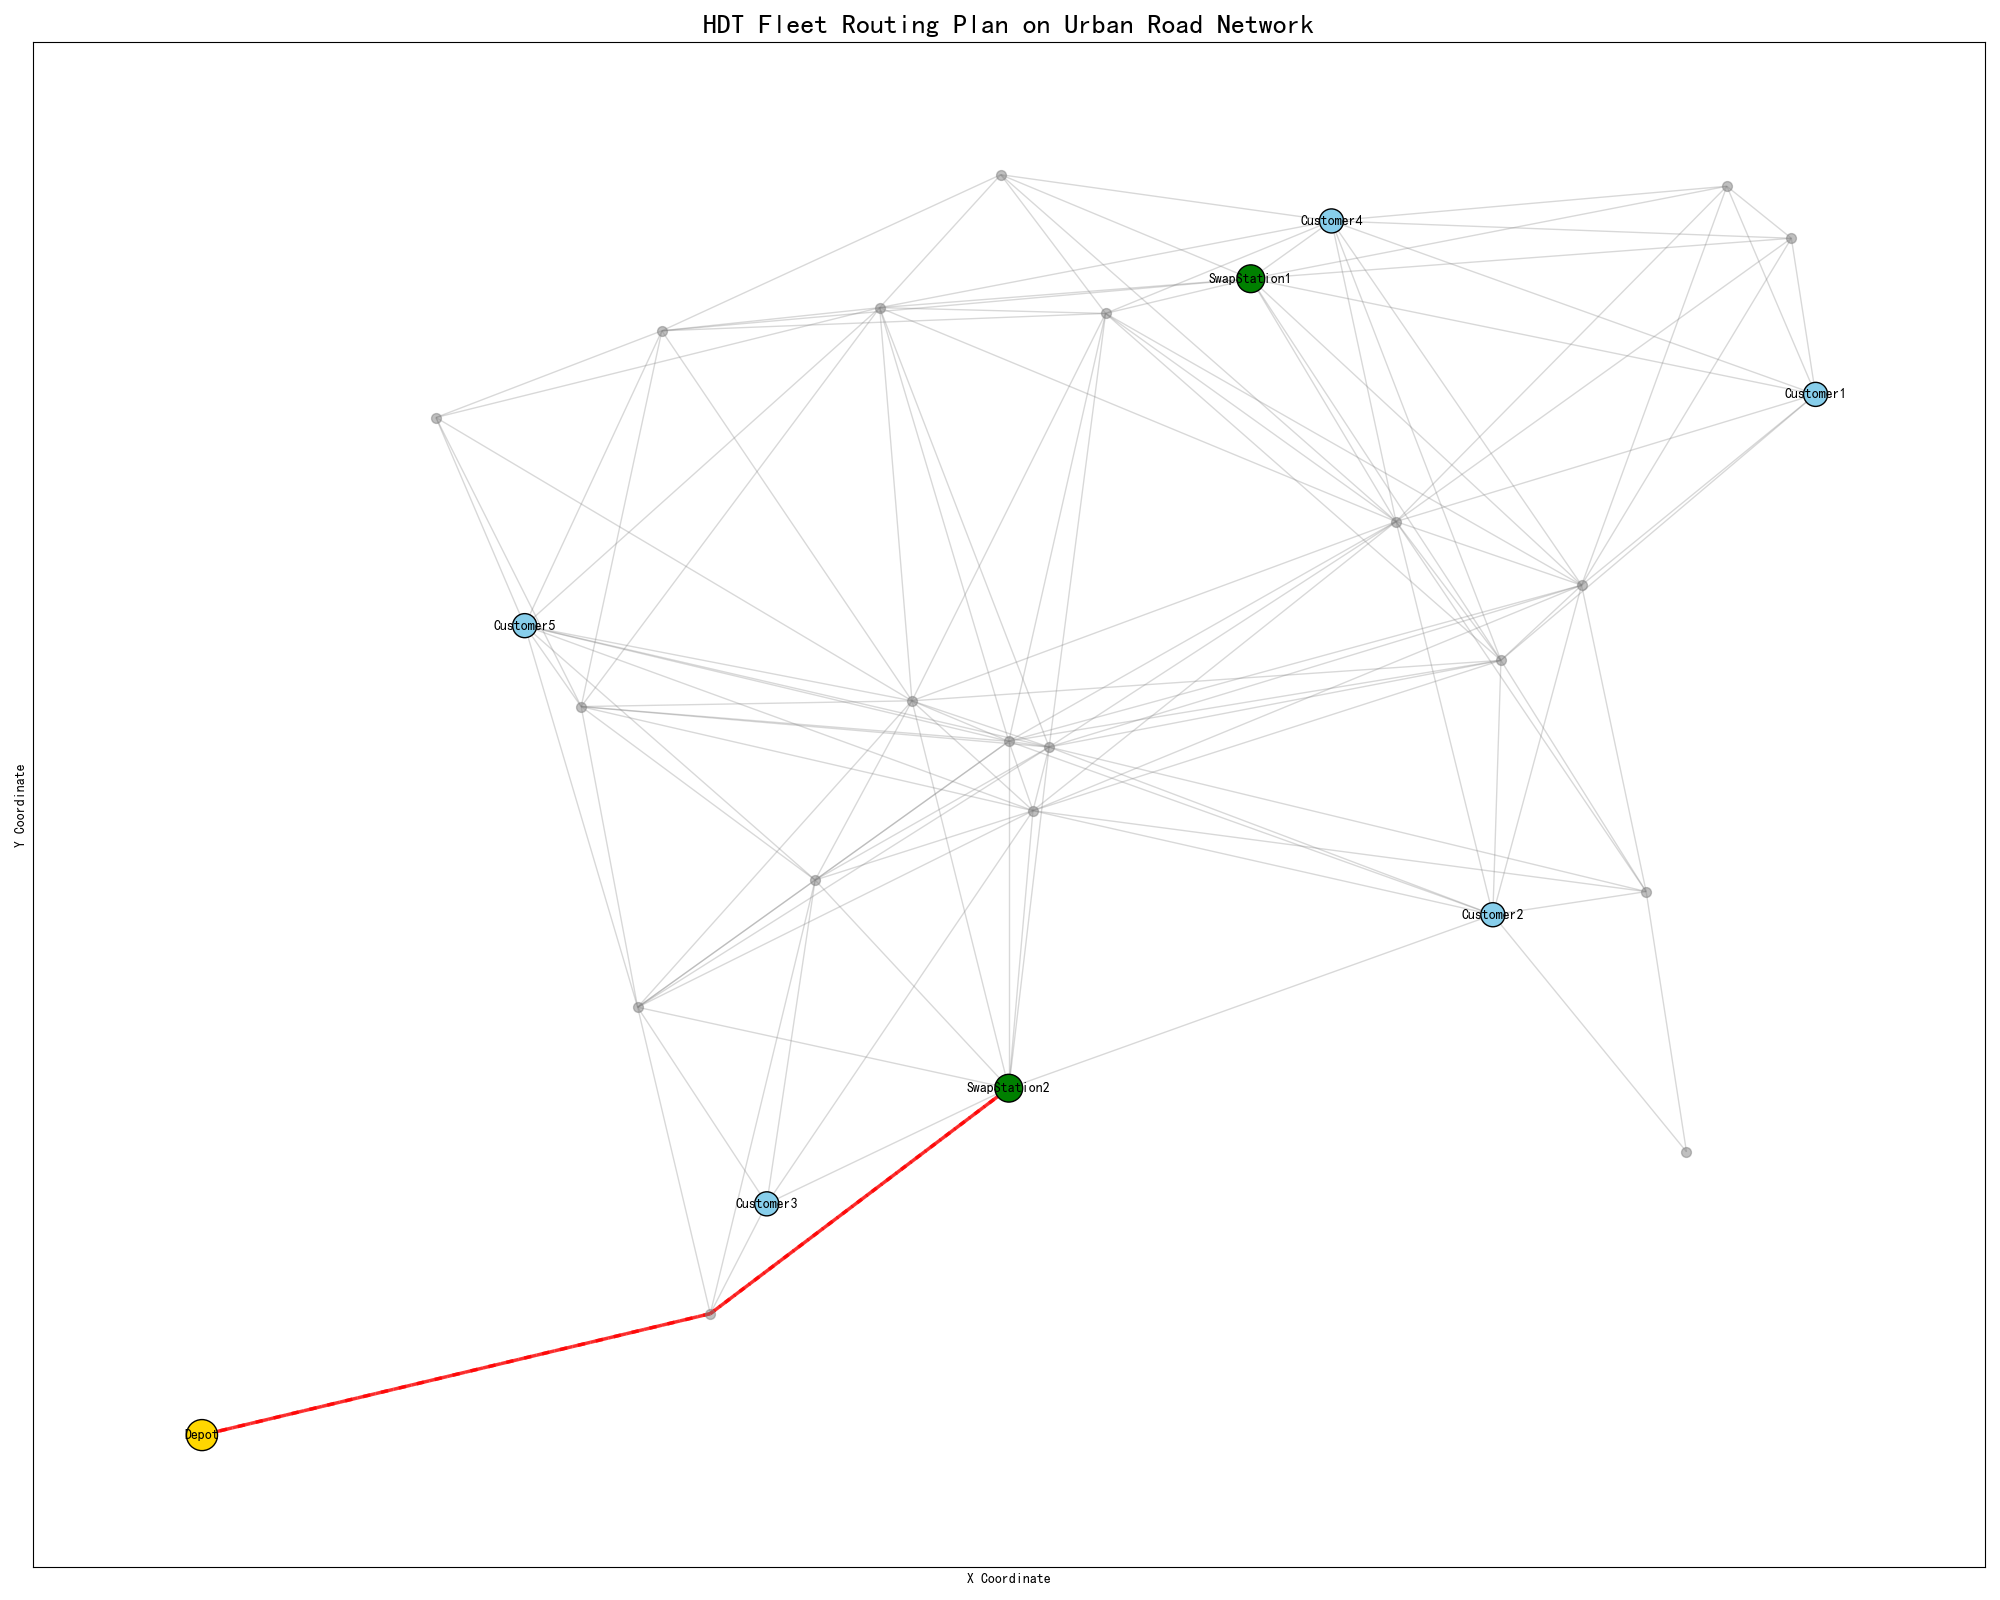 HDT Fleet Routing Plan on Urban Road Network
Customer4
SwapStation1
Customer1
Customer5
Customer2
SwapStation2
Customer3
Depot
Y Coordinate
X Coordinate